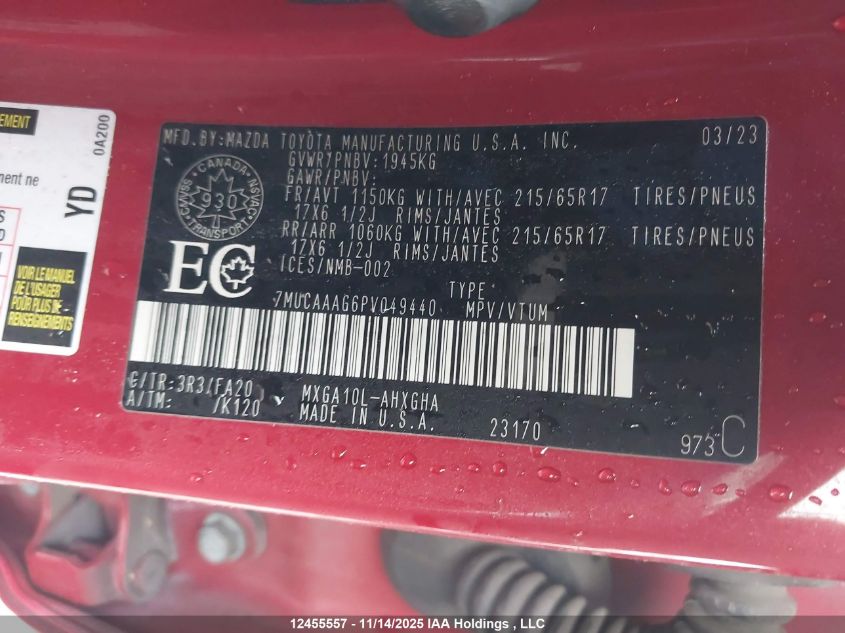 EMENT
0A200
ment ne
YD
VOIR LE MANUEL
DE L'USAGER
POUR PLUS DE
RENSEIGNEMENTS
MFD.BY:MAZDA TOYOTA MANUFACTURING U.S.A. INC. 03/23
GVWR/PNBV:1945KG
GAWR/PNBV:
FR/AVT 1150KG WITH/AVEC 215/65R17 TIRES/PNEUS
17X6 1/2J RIMS/JANTES
RR/ARR 1060KG WITH/AVEC 215/65R17 TIRES/PNEUS
17X6 1/2J RIMS/JANTES
ICES/NMB-002
CANADA
930
TRANSPORT
EC
TYPE
7MUCAAAG6PV049440 MPV/VTUM
C/TR:3R3/FA20 MXGA10L-AHXGHA
A/TM: /K120 MADE IN U.S.A. 23170
973 C
12455557 - 11/14/2025 IAA Holdings , LLC